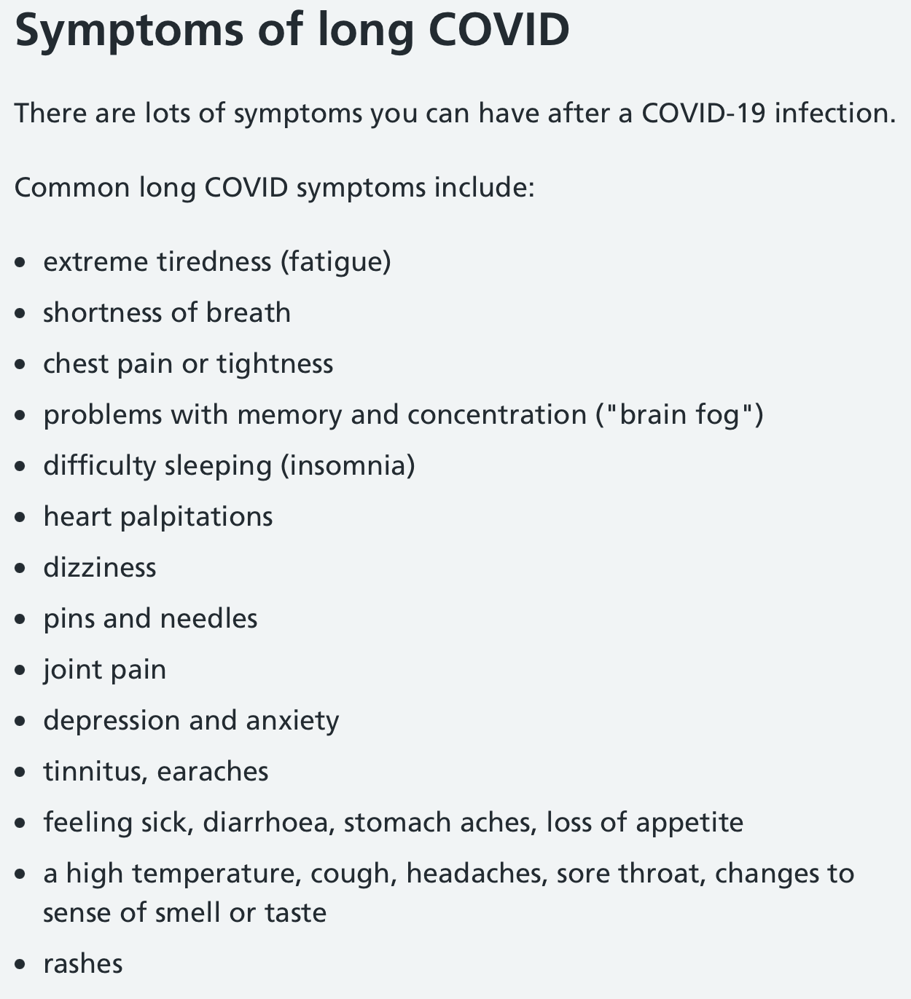 Symptoms of long COVID
There are lots of symptoms you can have after a COVID-19 infection.
Common long COVID symptoms include:
• extreme tiredness (fatigue)
• shortness of breath
• chest pain or tightness
• problems with memory and concentration ("brain fog")
• difficulty sleeping (insomnia)
• heart palpitations
• dizziness
• pins and needles
• joint pain
• depression and anxiety
• tinnitus, earaches
• feeling sick, diarrhoea, stomach aches, loss of appetite
• a high temperature, cough, headaches, sore throat, changes to
sense of smell or taste
• rashes